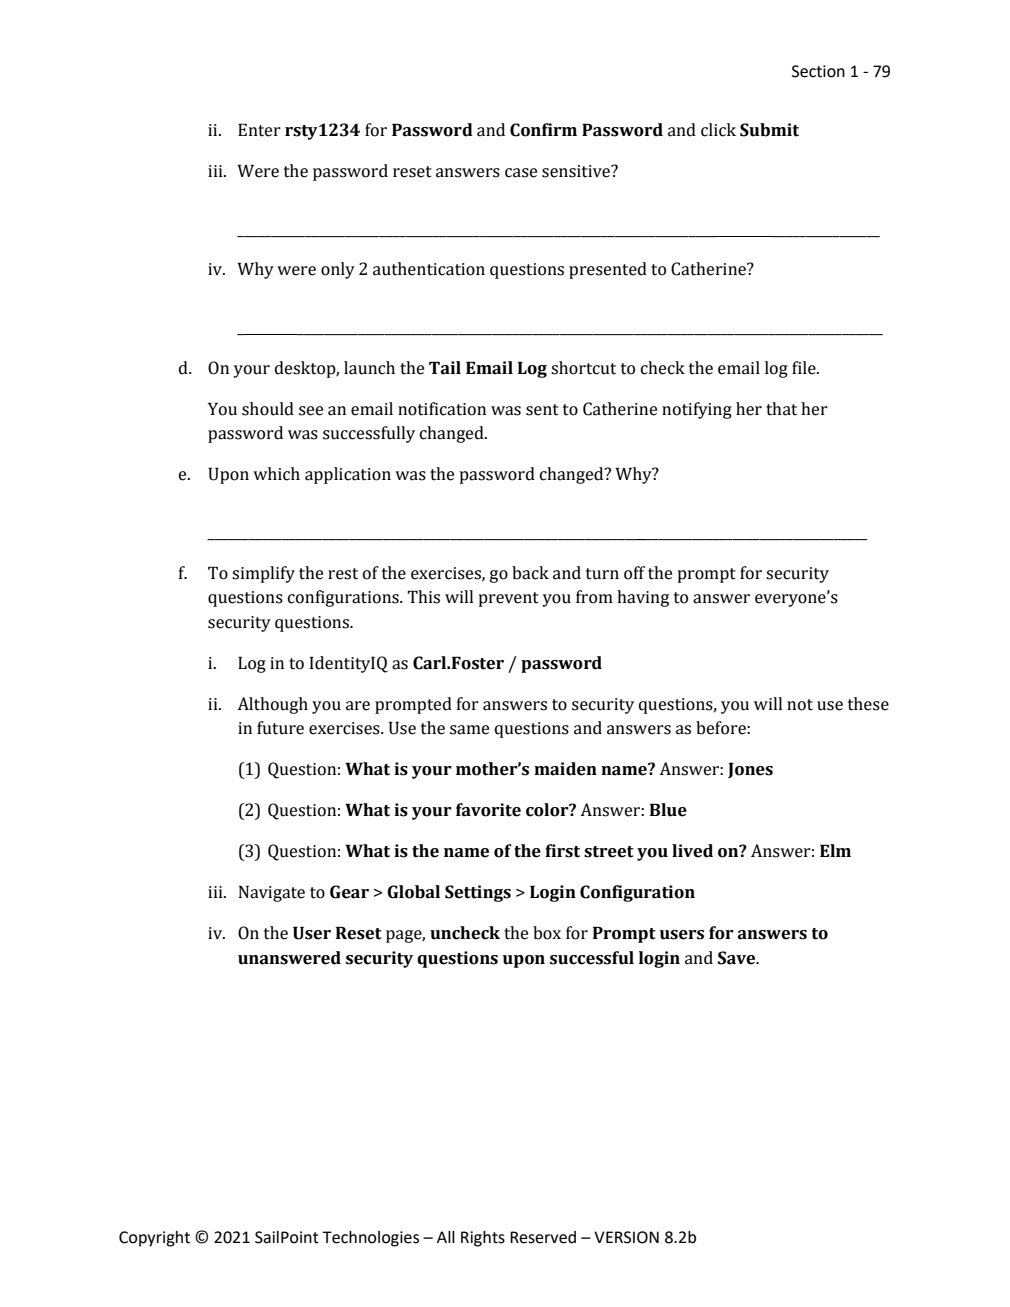 Section 1 - 79
ii. Enter rsty1234 for Password and Confirm Password and click Submit
iii. Were the password reset answers case sensitive?
iv. Why were only 2 authentication questions presented to Catherine?
d. On your desktop, launch the Tail Email Log shortcut to check the email log file.
You should see an email notification was sent to Catherine notifying her that her
password was successfully changed.
e. Upon which application was the password changed? Why?
f. To simplify the rest of the exercises, go back and turn off the prompt for security
questions configurations. This will prevent you from having to answer everyone’s
security questions.
i. Log in to IdentityIQ as Carl.Foster / password
ii. Although you are prompted for answers to security questions, you will not use these
in future exercises. Use the same questions and answers as before:
(1) Question: What is your mother’s maiden name? Answer: Jones
(2) Question: What is your favorite color? Answer: Blue
(3) Question: What is the name of the first street you lived on? Answer: Elm
iii. Navigate to Gear > Global Settings > Login Configuration
iv. On the User Reset page, uncheck the box for Prompt users for answers to
unanswered security questions upon successful login and Save.
Copyright © 2021 SailPoint Technologies – All Rights Reserved – VERSION 8.2b